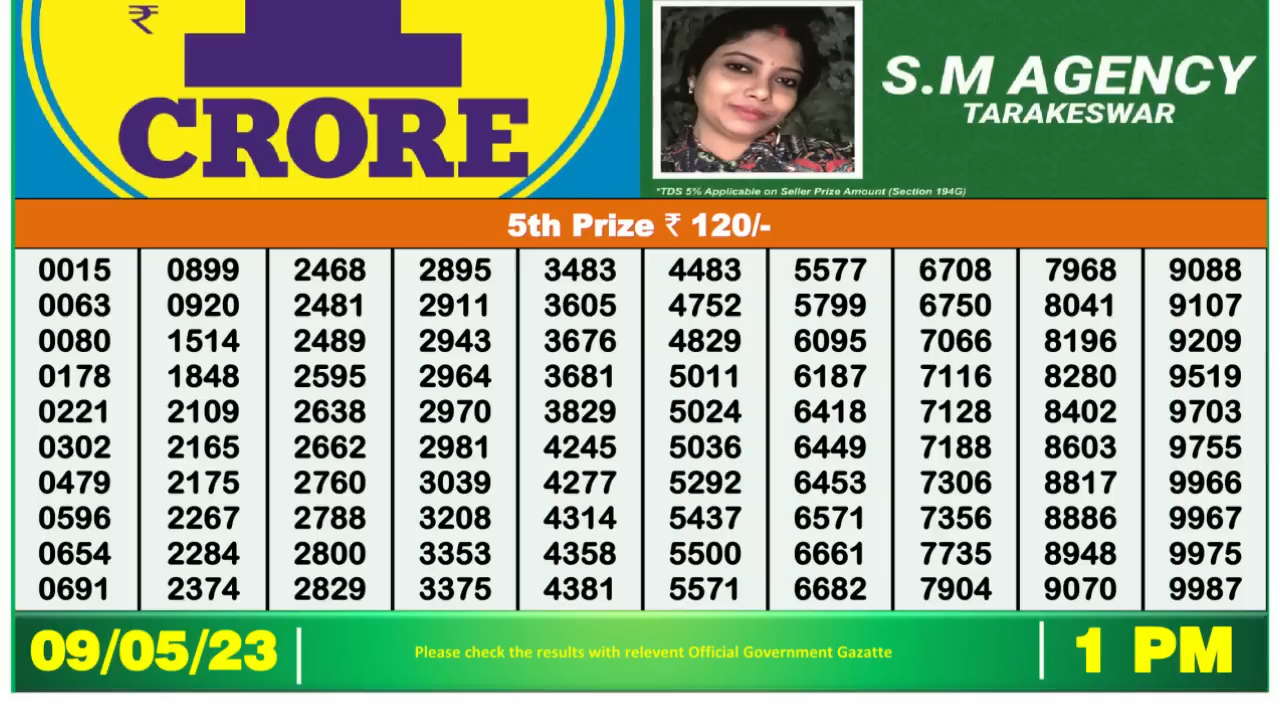 ₹
1
CRORE
S.M AGENCY
TARAKESWAR
*TDS 5% Applicable on Seller Prize Amount (Section 194G)
5th Prize ₹ 120/-
0015 0899 2468 2895 3483 4483 5577 6708 7968 9088
0063 0920 2481 2911 3605 4752 5799 6750 8041 9107
0080 1514 2489 2943 3676 4829 6095 7066 8196 9209
0178 1848 2595 2964 3681 5011 6187 7116 8280 9519
0221 2109 2638 2970 3829 5024 6418 7128 8402 9703
0302 2165 2662 2981 4245 5036 6449 7188 8603 9755
0479 2175 2760 3039 4277 5292 6453 7306 8817 9966
0596 2267 2788 3208 4314 5437 6571 7356 8886 9967
0654 2284 2800 3353 4358 5500 6661 7735 8948 9975
0691 2374 2829 3375 4381 5571 6682 7904 9070 9987
09/05/23
Please check the results with relevent Official Government Gazatte
1 PM